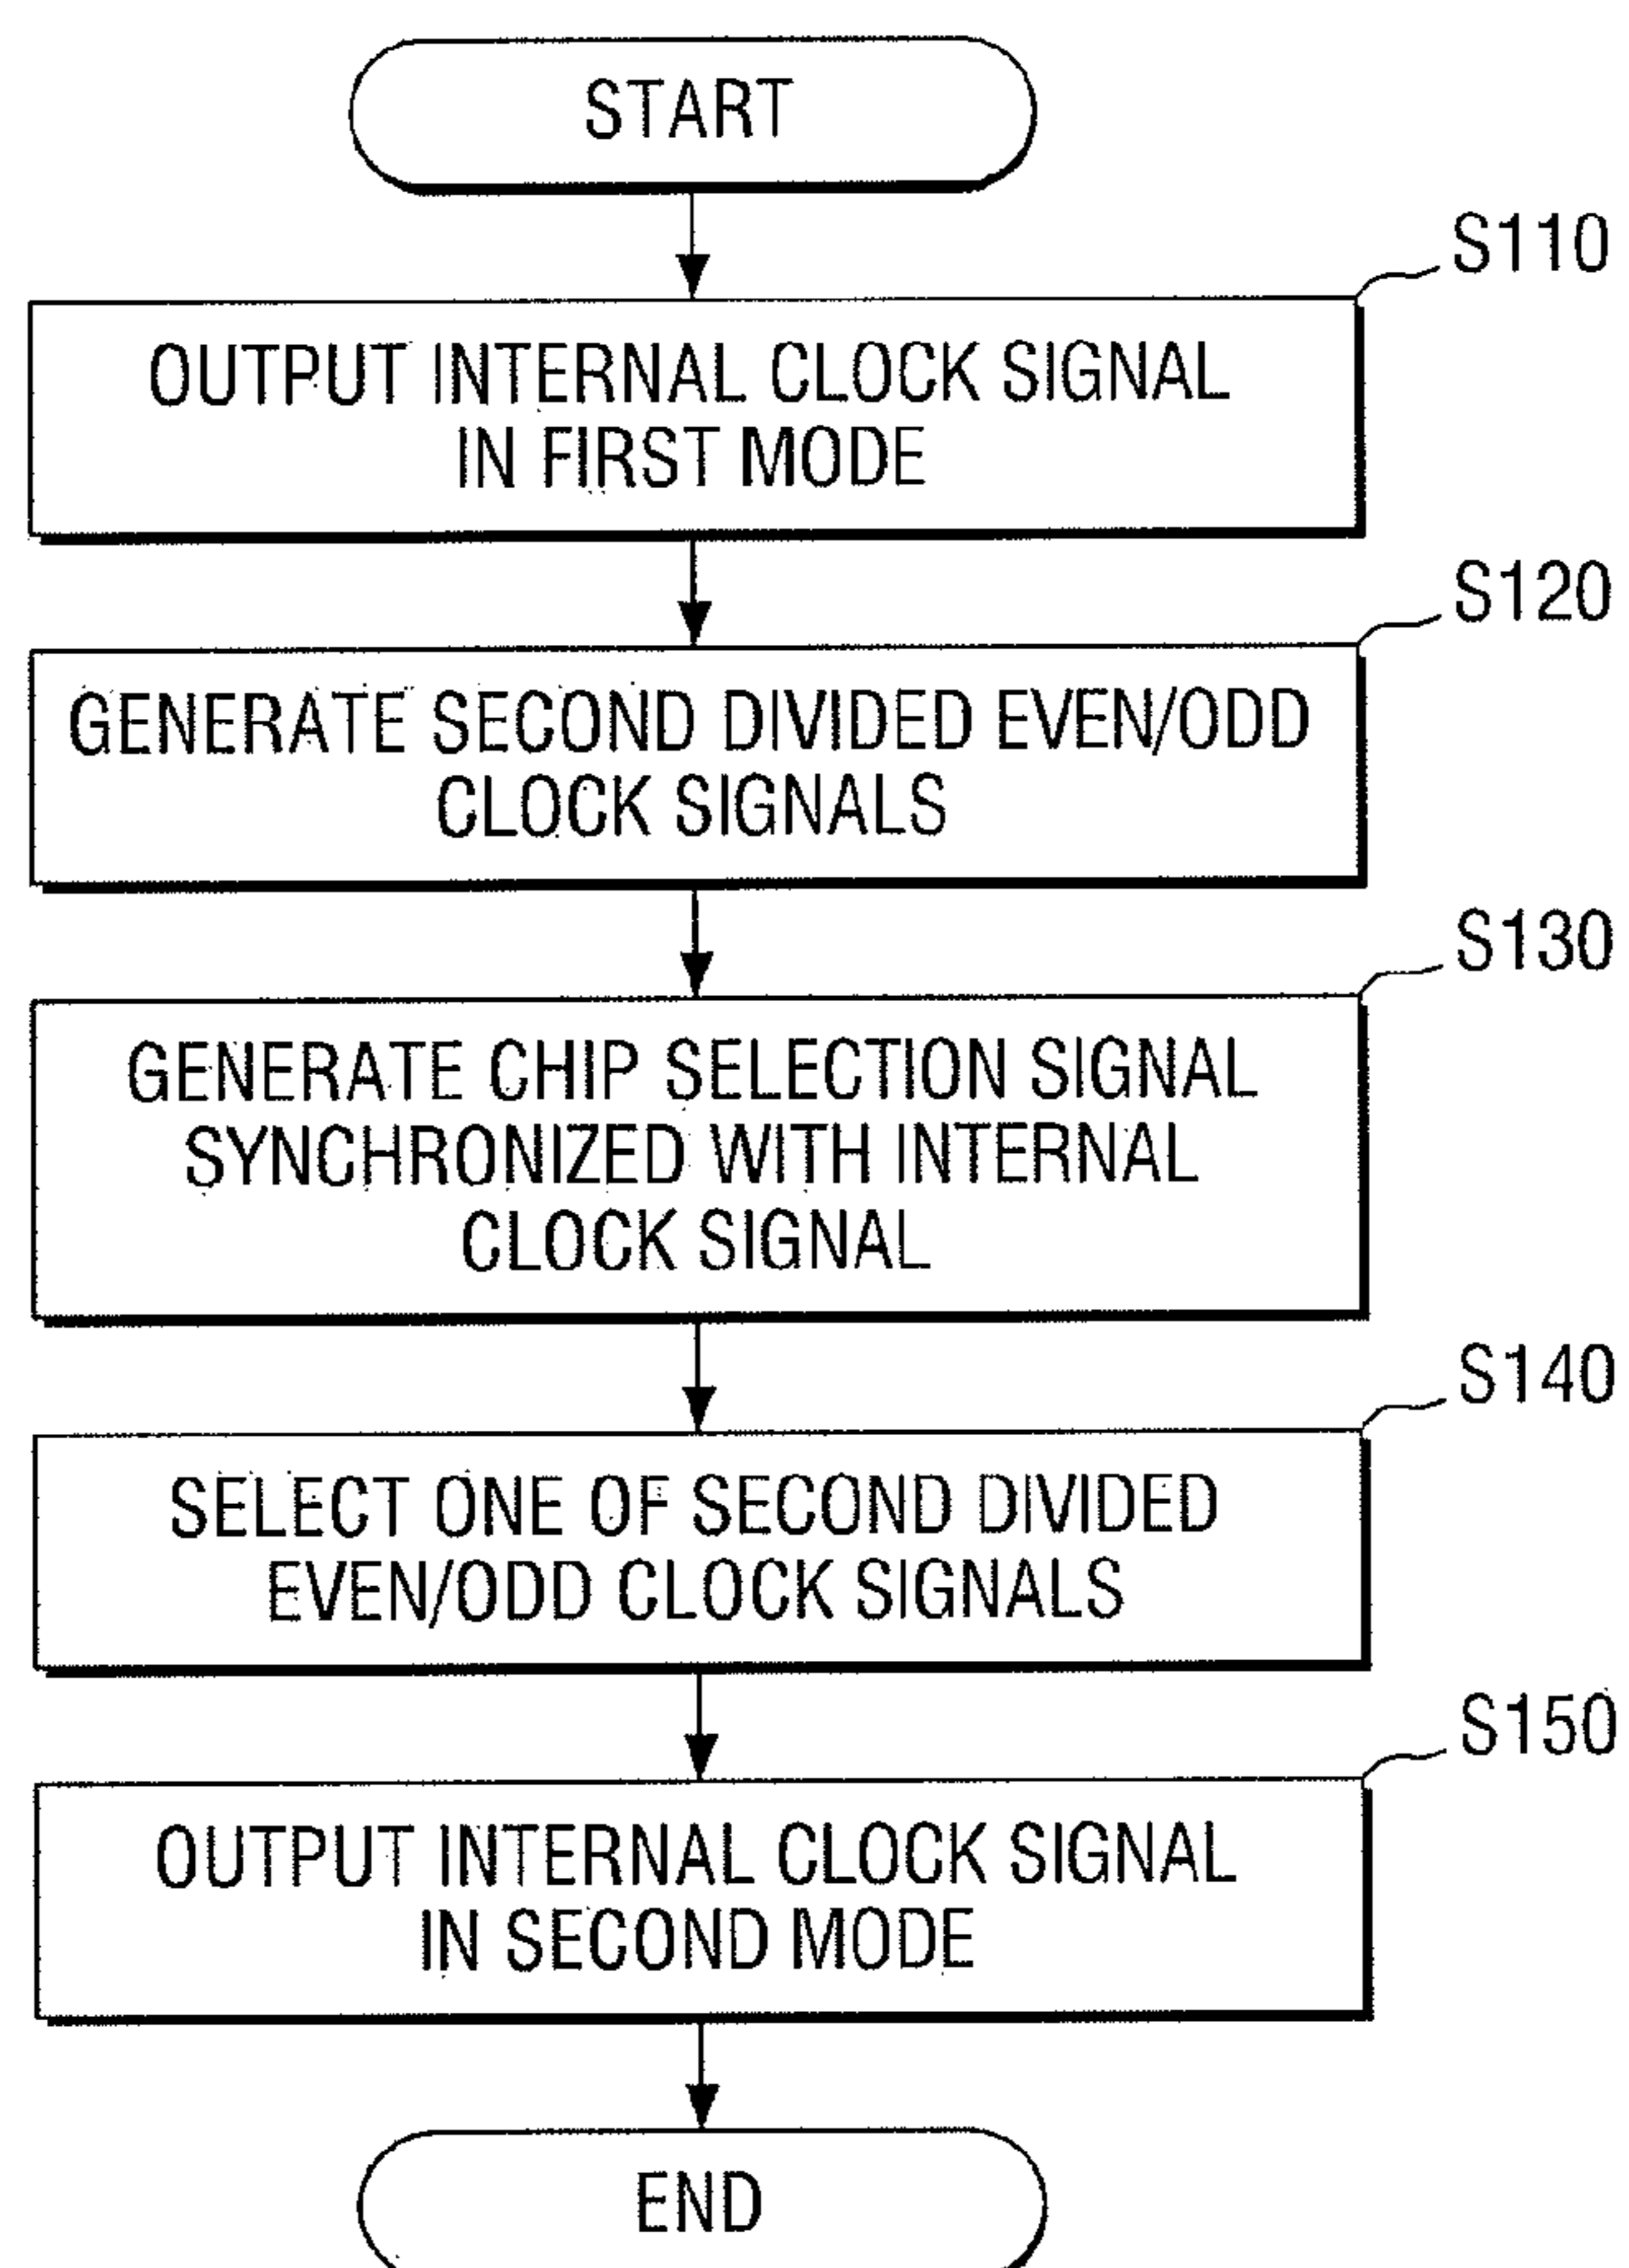 START
S110
OUTPUT INTERNAL CLOCK SIGNAL
IN FIRST MODE
S120
GENERATE SECOND DIVIDED EVEN/ODD
CLOCK SIGNALS
S130
GENERATE CHIP SELECTION SIGNAL
SYNCHRONIZED WITH INTERNAL
CLOCK SIGNAL
S140
SELECT ONE OF SECOND DIVIDED
EVEN/ODD CLOCK SIGNALS
S150
OUTPUT INTERNAL CLOCK SIGNAL
IN SECOND MODE
END